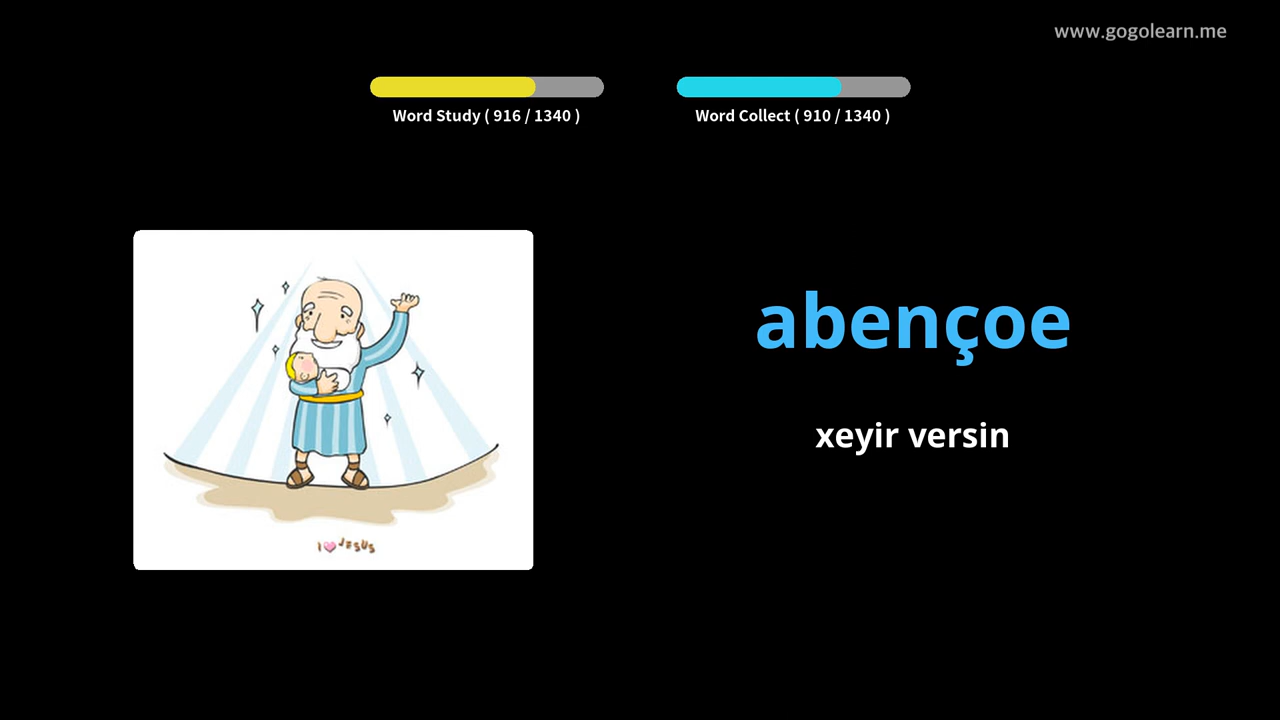 www.gogolearn.me
Word Study ( 916 / 1340 )
Word Collect ( 910 / 1340 )
abençoe
xeyir versin
I JESUS